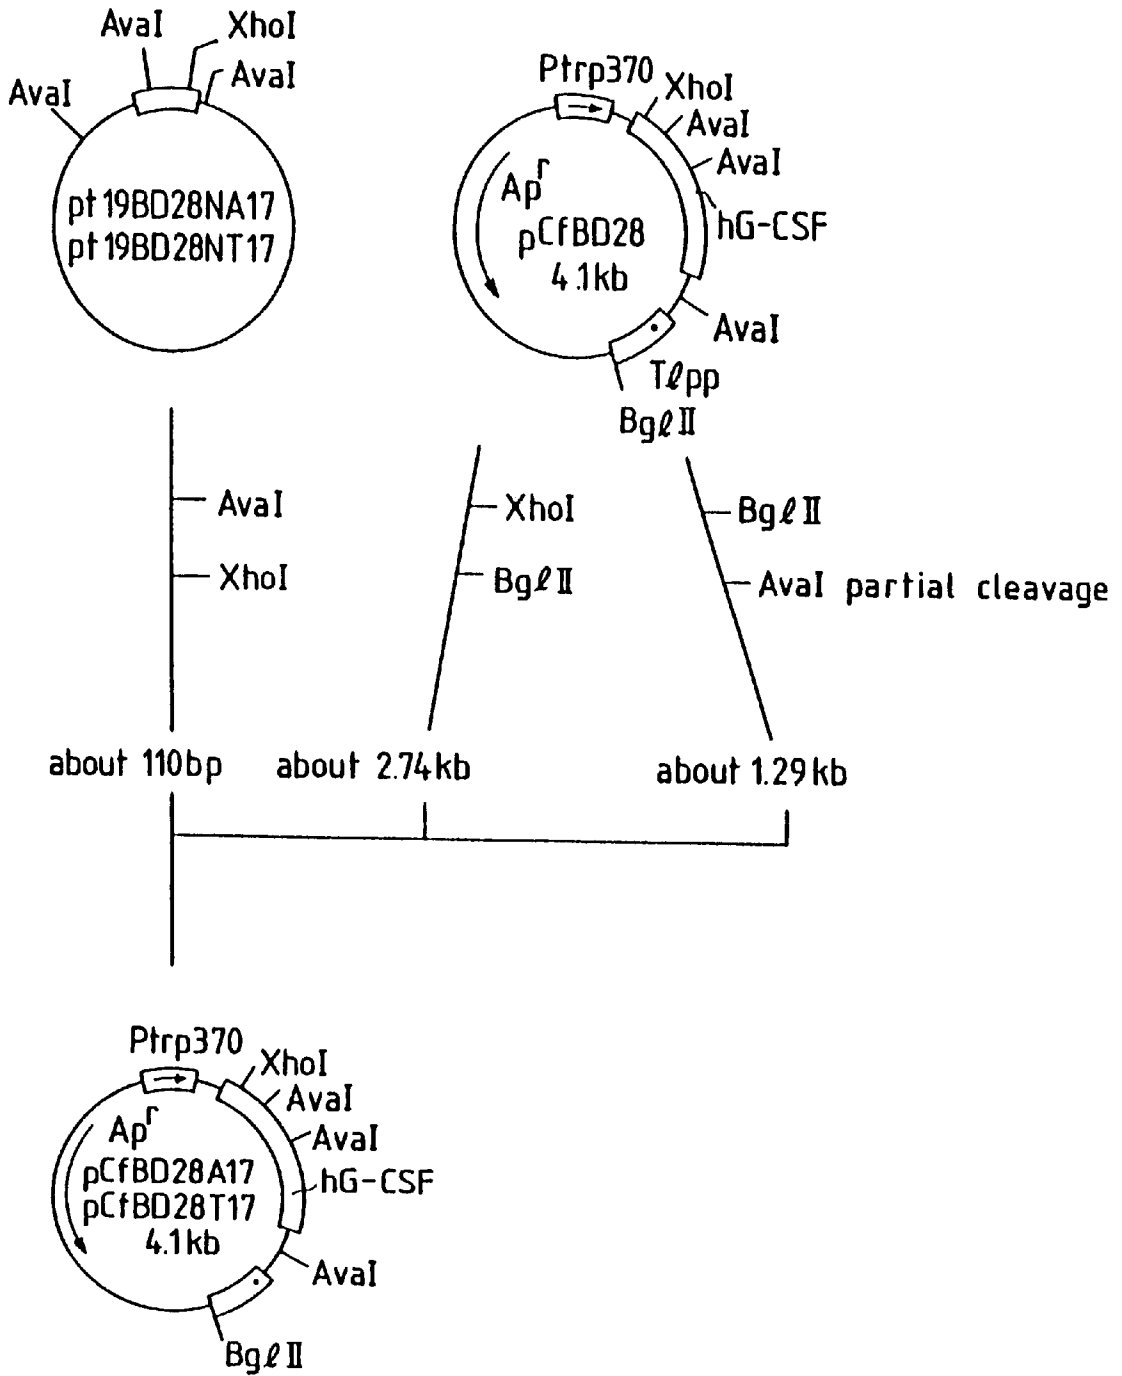 AvaI
XhoI
AvaI
AvaI
pt19BD28NA17
pt19BD28NT17
Ptrp370
XhoI
AvaI
AvaI
Apr
pCfBD28
4.1kb
hG-CSF
AvaI
Tℓpp
BgℓII
AvaI
XhoI
XhoI
BgℓII
BgℓII
AvaI partial cleavage
about 110bp
about 2.74kb
about 1.29kb
Ptrp370
XhoI
AvaI
AvaI
Apr
pCfBD28A17
pCfBD28T17
4.1kb
hG-CSF
AvaI
BgℓII